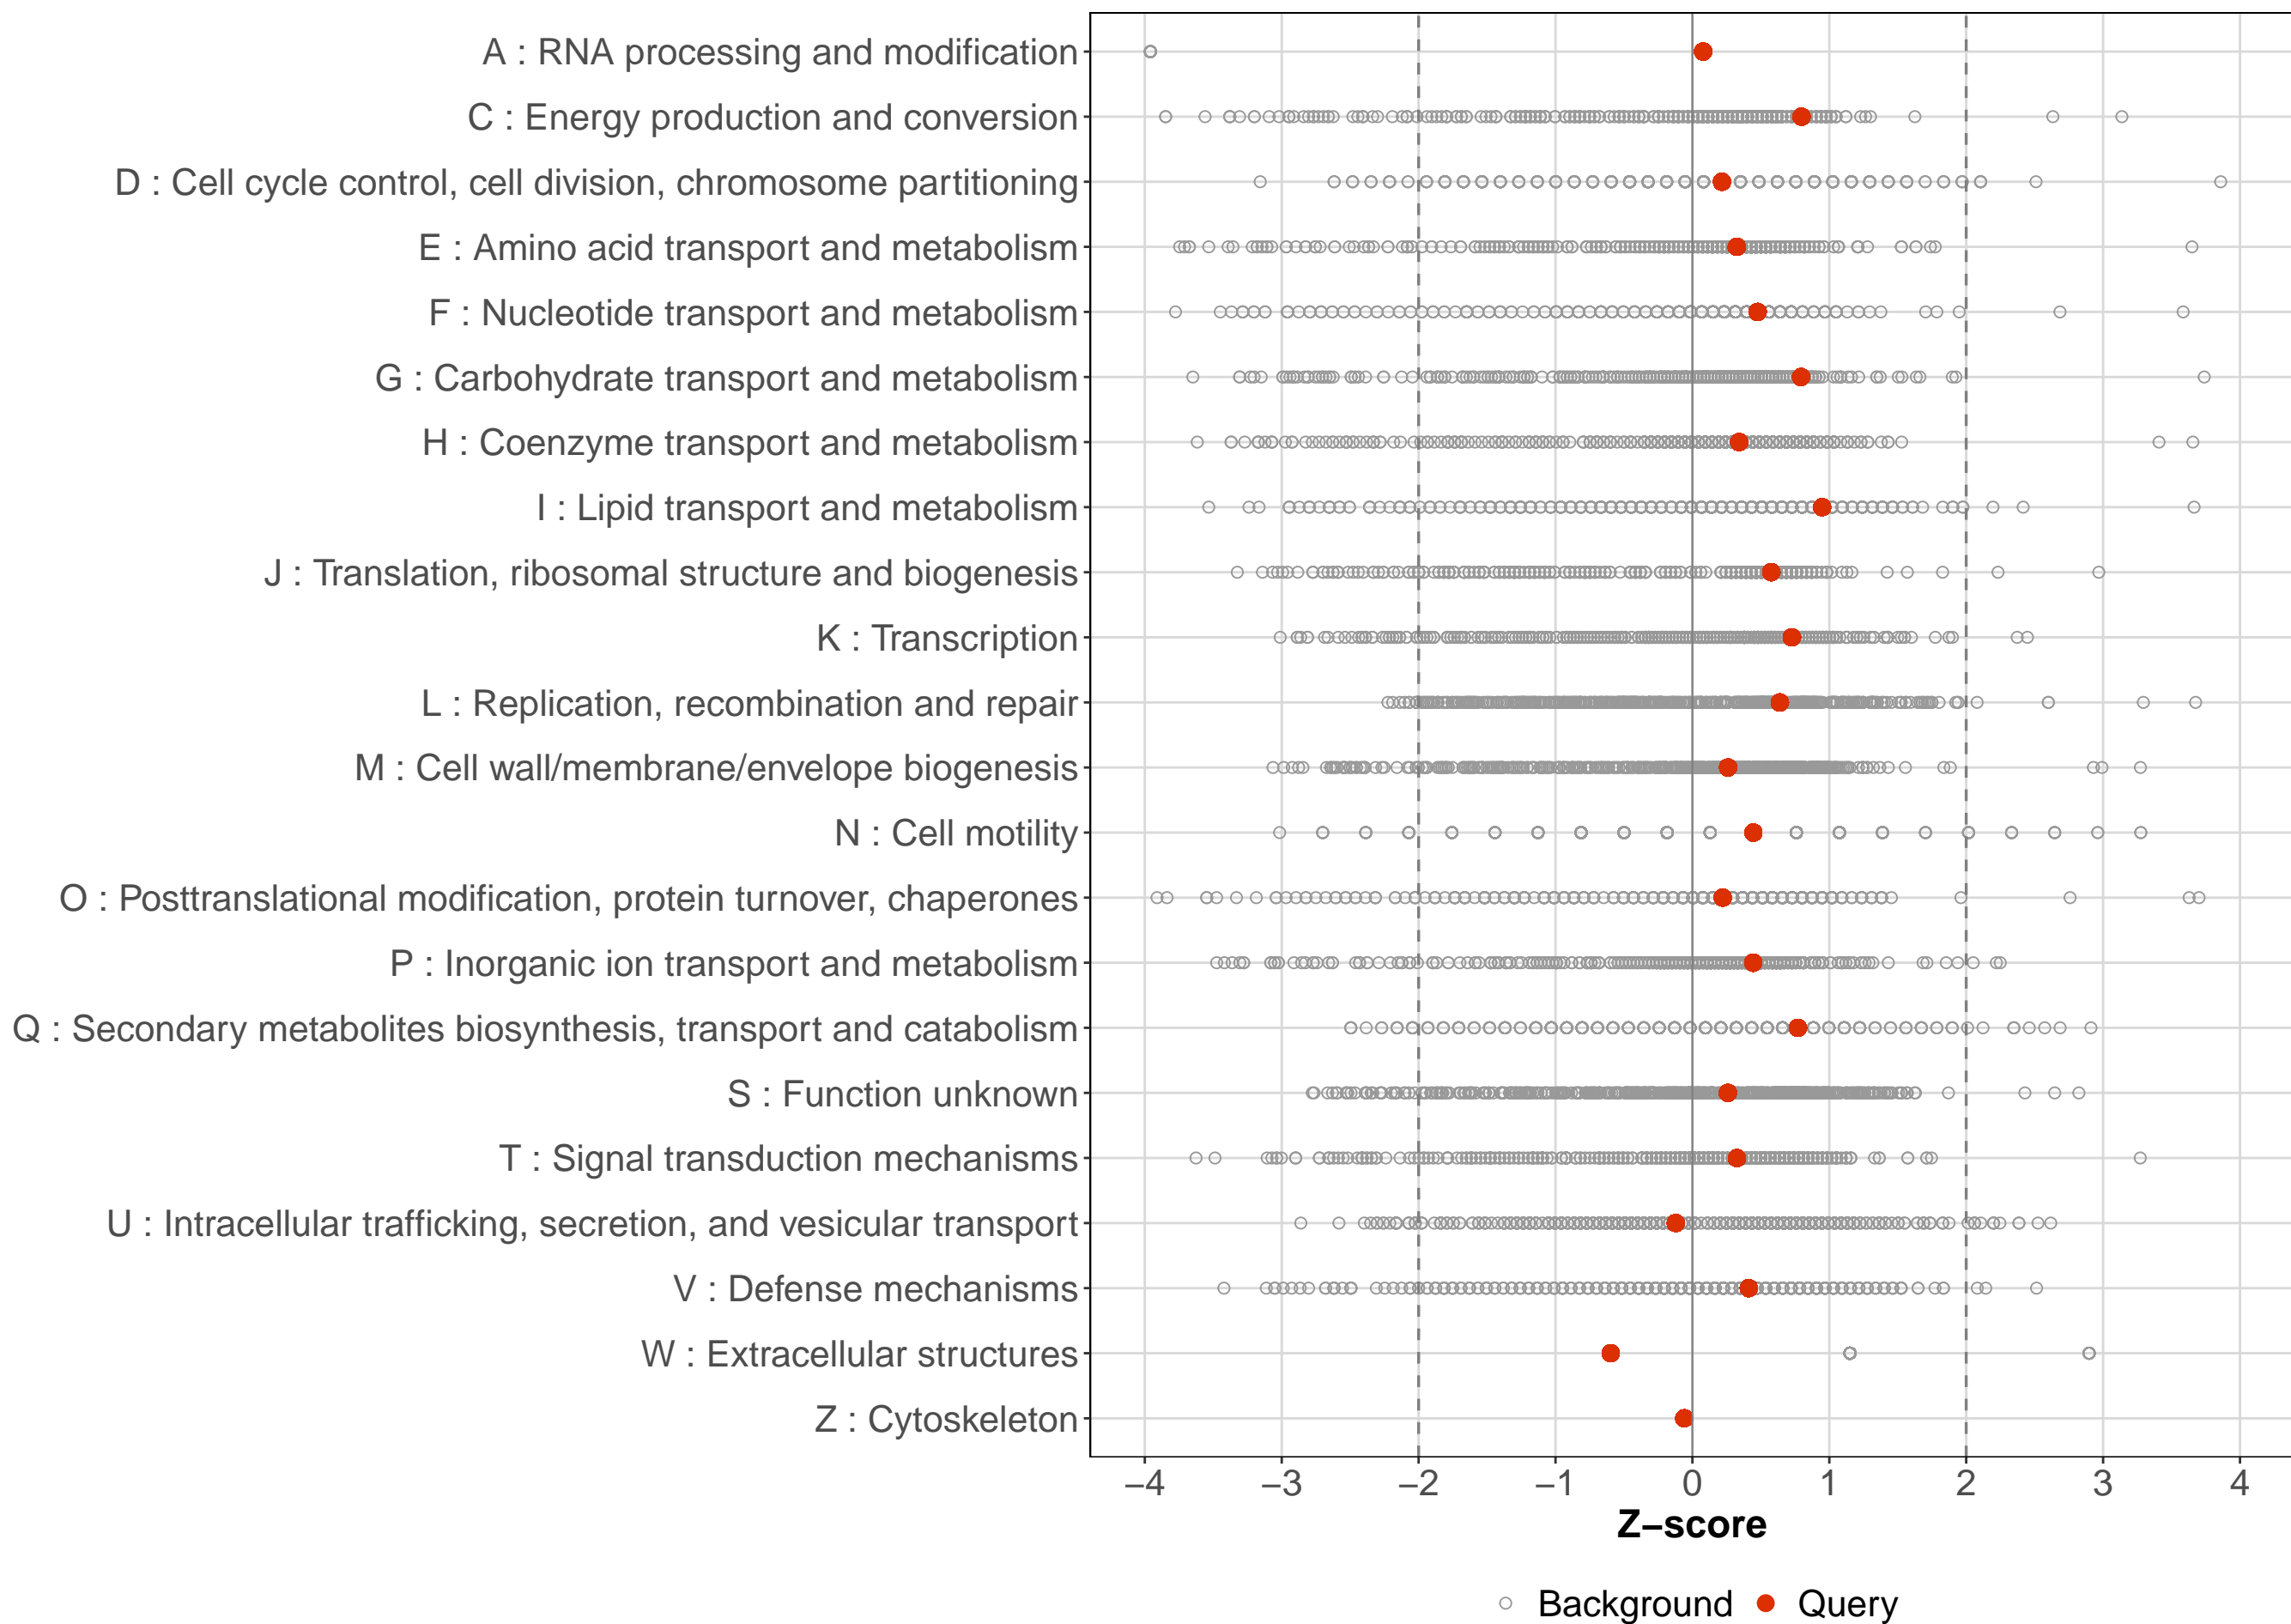 A : RNA processing and modification
C : Energy production and conversion
D : Cell cycle control, cell division, chromosome partitioning
E : Amino acid transport and metabolism
F : Nucleotide transport and metabolism
G : Carbohydrate transport and metabolism
H : Coenzyme transport and metabolism
I : Lipid transport and metabolism
J : Translation, ribosomal structure and biogenesis
K : Transcription
L : Replication, recombination and repair
M : Cell wall/membrane/envelope biogenesis
N : Cell motility
O : Posttranslational modification, protein turnover, chaperones
P : Inorganic ion transport and metabolism
Q : Secondary metabolites biosynthesis, transport and catabolism
S : Function unknown
T : Signal transduction mechanisms
U : Intracellular trafficking, secretion, and vesicular transport
V : Defense mechanisms
W : Extracellular structures
Z : Cytoskeleton
−4 −3 −2 −1 0 1 2 3 4
Z−score
Background Query